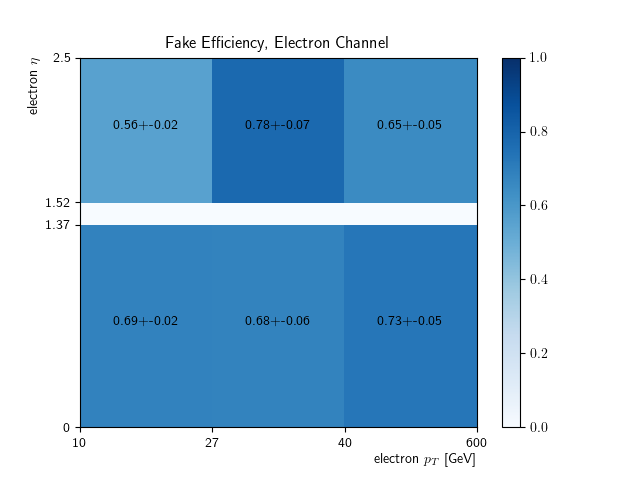 Fake Efficiency, Electron Channel
electron η
2.5
1.52
1.37
0
0.56+-0.02 0.78+-0.07 0.65+-0.05
0.69+-0.02 0.68+-0.06 0.73+-0.05
10 27 40 600
electron p_T [GeV]
1.0
0.8
0.6
0.4
0.2
0.0